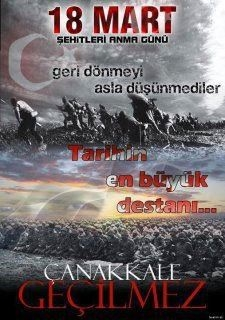 18 MART
ŞEHİTLERİ ANMA GÜNÜ
geri dönmeyi
asla düşünmediler
Tarihin
en büyük
destanı...
ÇANAKKALE
GEÇİLMEZ